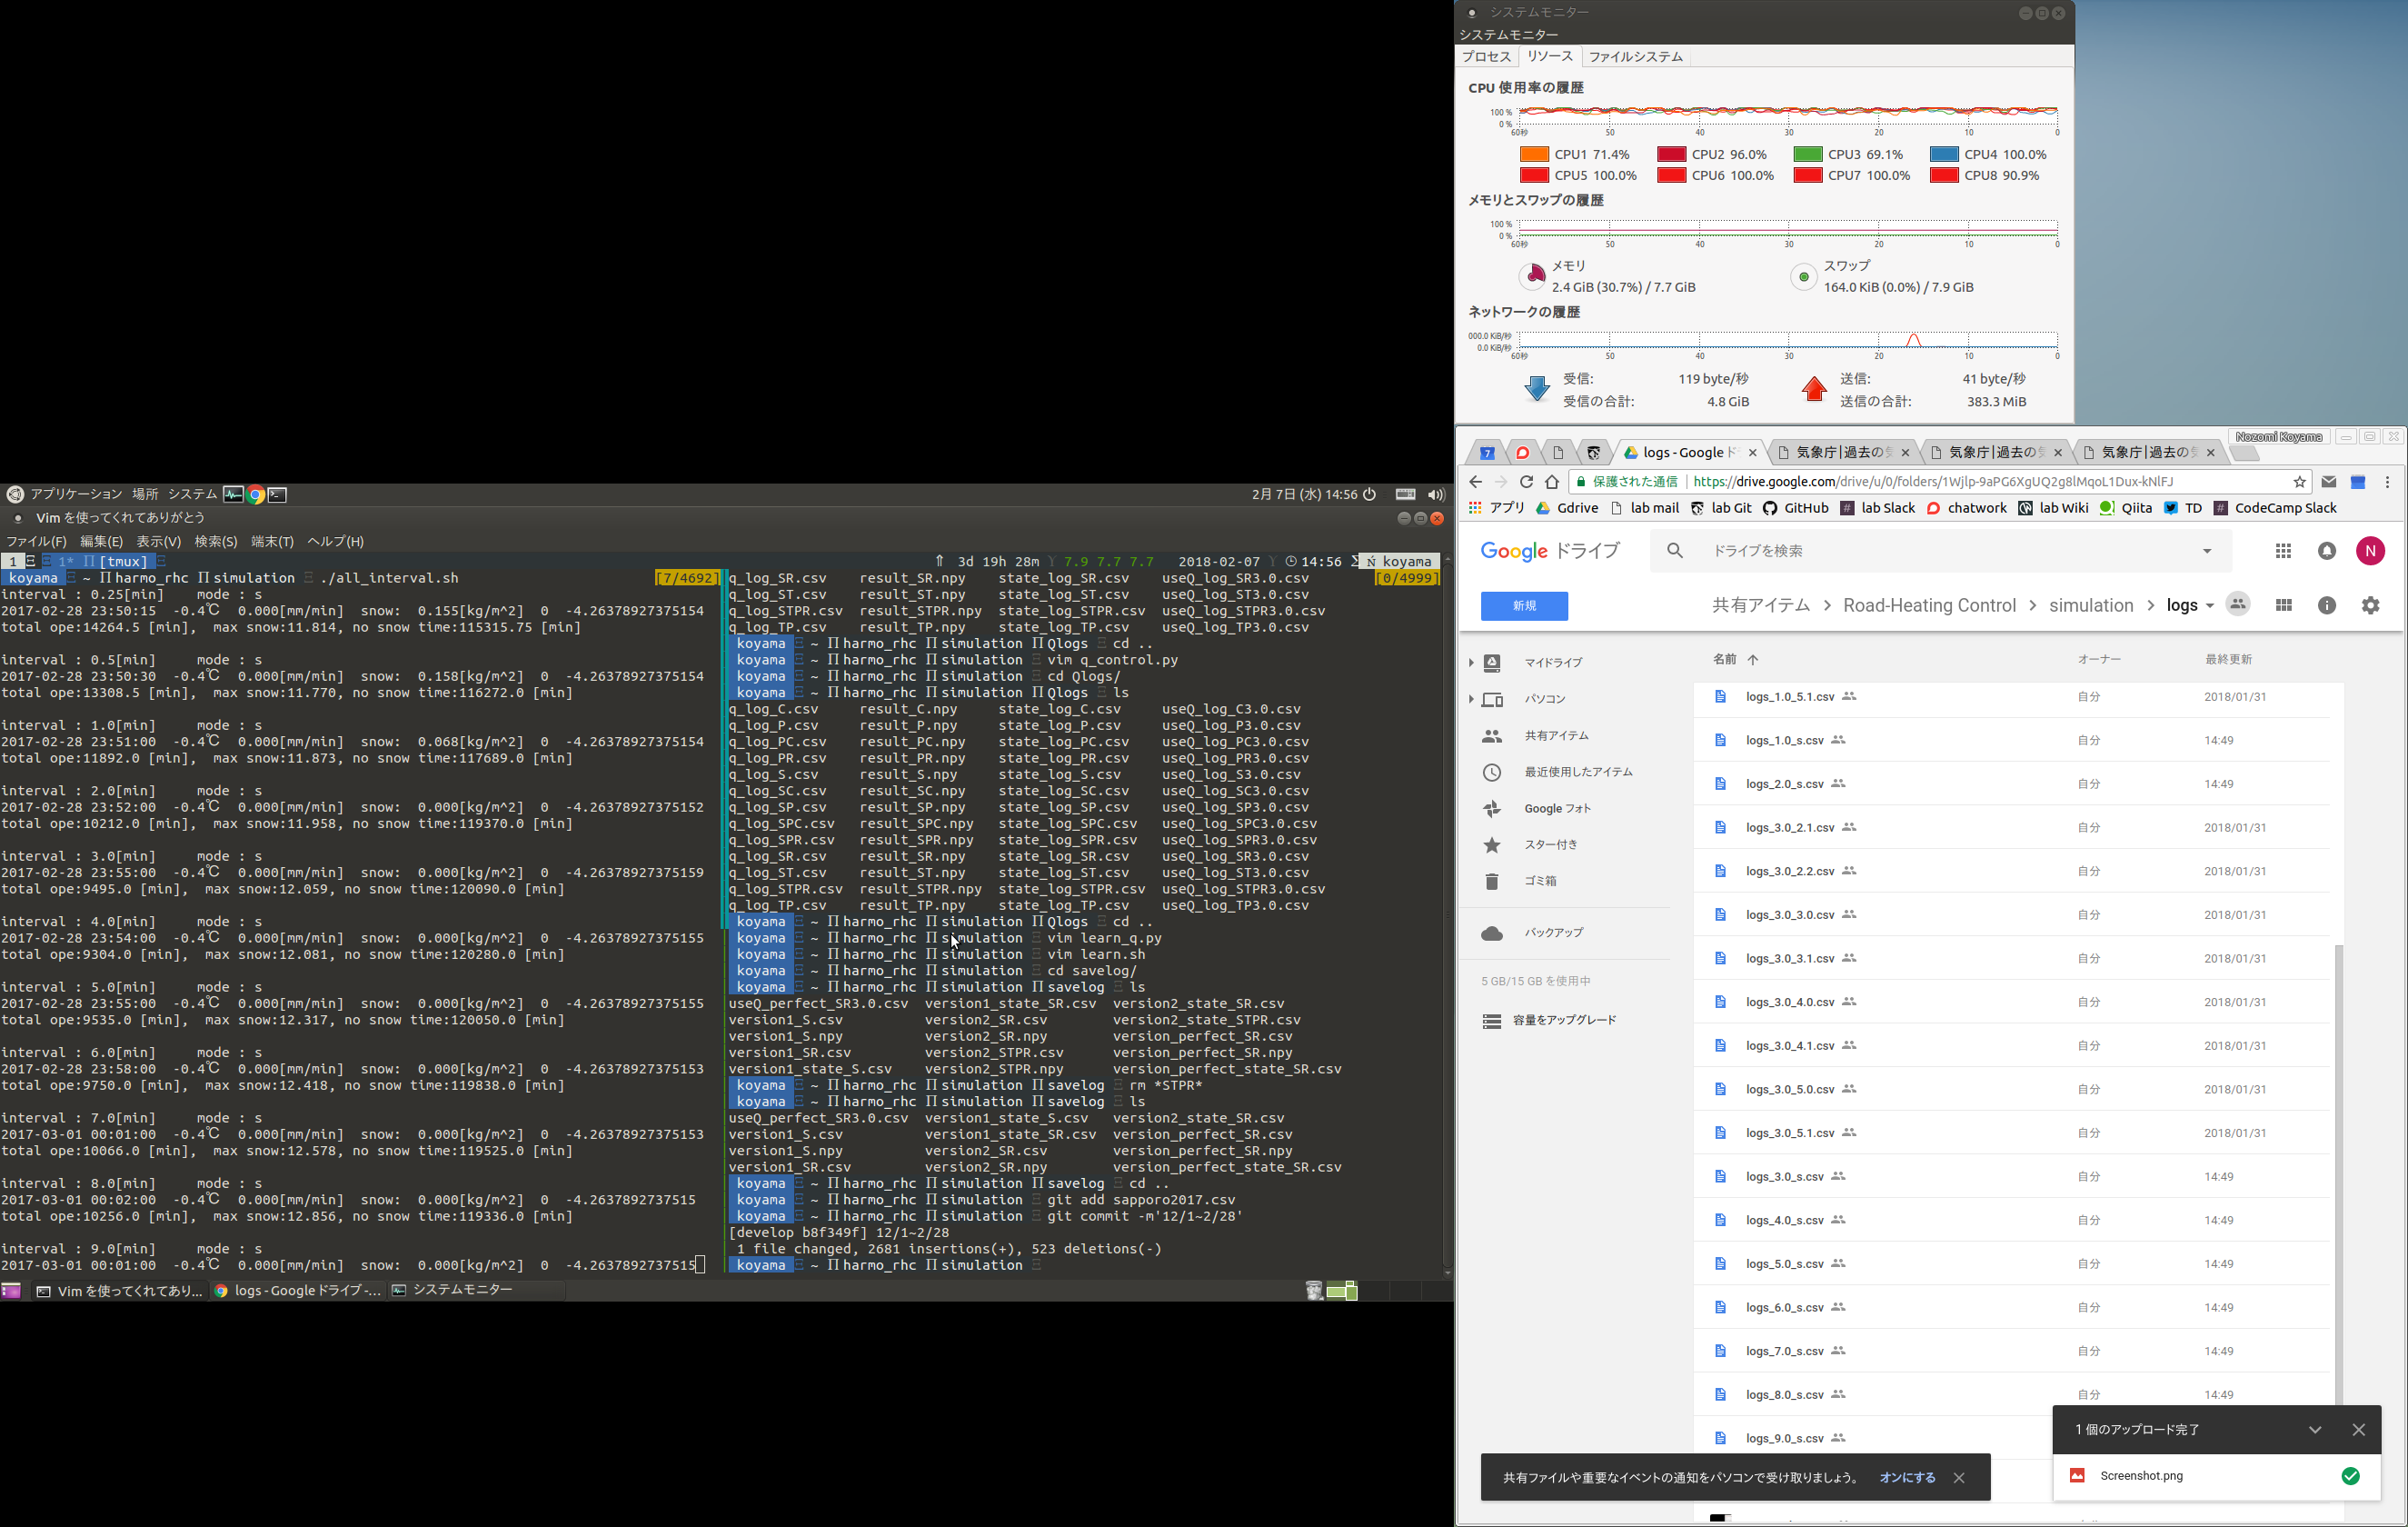 システムモニター
システムモニター
プロセス リソース ファイルシステム
CPU 使用率の履歴
100 %
0 %
60秒 50 40 30 20 10 0
CPU1 71.4% CPU2 96.0% CPU3 69.1% CPU4 100.0%
CPU5 100.0% CPU6 100.0% CPU7 100.0% CPU8 90.9%
メモリとスワップの履歴
100 %
0 %
60秒 50 40 30 20 10 0
メモリ
2.4 GiB (30.7%) / 7.7 GiB
スワップ
164.0 KiB (0.0%) / 7.9 GiB
ネットワークの履歴
000.0 KiB/秒
0.0 KiB/秒
60秒 50 40 30 20 10 0
受信: 119 byte/秒 送信: 41 byte/秒
受信の合計: 4.8 GiB 送信の合計: 383.3 MiB
アプリケーション 場所 システム 2月 7日 (水) 14:56
Vim を使ってくれてありがとう
ファイル(F) 編集(E) 表示(V) 検索(S) 端末(T) ヘルプ(H)
1 1* [tmux] 3d 19h 28m 7.9 7.7 7.7 2018-02-07 14:56 koyama
koyama ~ harmo_rhc simulation ./all_interval.sh [7/4692]
interval : 0.25[min] mode : s
2017-02-28 23:50:15 -0.4℃ 0.000[mm/min] snow: 0.155[kg/m^2] 0 -4.26378927375154
total ope:14264.5 [min], max snow:11.814, no snow time:115315.75 [min]
interval : 0.5[min] mode : s
2017-02-28 23:50:30 -0.4℃ 0.000[mm/min] snow: 0.158[kg/m^2] 0 -4.26378927375154
total ope:13308.5 [min], max snow:11.770, no snow time:116272.0 [min]
interval : 1.0[min] mode : s
2017-02-28 23:51:00 -0.4℃ 0.000[mm/min] snow: 0.068[kg/m^2] 0 -4.26378927375154
total ope:11892.0 [min], max snow:11.873, no snow time:117689.0 [min]
interval : 2.0[min] mode : s
2017-02-28 23:52:00 -0.4℃ 0.000[mm/min] snow: 0.000[kg/m^2] 0 -4.26378927375152
total ope:10212.0 [min], max snow:11.958, no snow time:119370.0 [min]
interval : 3.0[min] mode : s
2017-02-28 23:55:00 -0.4℃ 0.000[mm/min] snow: 0.000[kg/m^2] 0 -4.26378927375159
total ope:9495.0 [min], max snow:12.059, no snow time:120090.0 [min]
interval : 4.0[min] mode : s
2017-02-28 23:54:00 -0.4℃ 0.000[mm/min] snow: 0.000[kg/m^2] 0 -4.26378927375155
total ope:9304.0 [min], max snow:12.081, no snow time:120280.0 [min]
interval : 5.0[min] mode : s
2017-02-28 23:55:00 -0.4℃ 0.000[mm/min] snow: 0.000[kg/m^2] 0 -4.26378927375155
total ope:9535.0 [min], max snow:12.317, no snow time:120050.0 [min]
interval : 6.0[min] mode : s
2017-02-28 23:58:00 -0.4℃ 0.000[mm/min] snow: 0.000[kg/m^2] 0 -4.26378927375153
total ope:9750.0 [min], max snow:12.418, no snow time:119838.0 [min]
interval : 7.0[min] mode : s
2017-03-01 00:01:00 -0.4℃ 0.000[mm/min] snow: 0.000[kg/m^2] 0 -4.26378927375153
total ope:10066.0 [min], max snow:12.578, no snow time:119525.0 [min]
interval : 8.0[min] mode : s
2017-03-01 00:02:00 -0.4℃ 0.000[mm/min] snow: 0.000[kg/m^2] 0 -4.2637892737515
total ope:10256.0 [min], max snow:12.856, no snow time:119336.0 [min]
interval : 9.0[min] mode : s
2017-03-01 00:01:00 -0.4℃ 0.000[mm/min] snow: 0.000[kg/m^2] 0 -4.2637892737515
q_log_SR.csv result_SR.npy state_log_SR.csv useQ_log_SR3.0.csv [0/4999]
q_log_ST.csv result_ST.npy state_log_ST.csv useQ_log_ST3.0.csv
q_log_STPR.csv result_STPR.npy state_log_STPR.csv useQ_log_STPR3.0.csv
q_log_TP.csv result_TP.npy state_log_TP.csv useQ_log_TP3.0.csv
koyama ~ harmo_rhc simulation Qlogs cd ..
koyama ~ harmo_rhc simulation vim q_control.py
koyama ~ harmo_rhc simulation cd Qlogs/
koyama ~ harmo_rhc simulation Qlogs ls
q_log_C.csv result_C.npy state_log_C.csv useQ_log_C3.0.csv
q_log_P.csv result_P.npy state_log_P.csv useQ_log_P3.0.csv
q_log_PC.csv result_PC.npy state_log_PC.csv useQ_log_PC3.0.csv
q_log_PR.csv result_PR.npy state_log_PR.csv useQ_log_PR3.0.csv
q_log_S.csv result_S.npy state_log_S.csv useQ_log_S3.0.csv
q_log_SC.csv result_SC.npy state_log_SC.csv useQ_log_SC3.0.csv
q_log_SP.csv result_SP.npy state_log_SP.csv useQ_log_SP3.0.csv
q_log_SPC.csv result_SPC.npy state_log_SPC.csv useQ_log_SPC3.0.csv
q_log_SPR.csv result_SPR.npy state_log_SPR.csv useQ_log_SPR3.0.csv
q_log_SR.csv result_SR.npy state_log_SR.csv useQ_log_SR3.0.csv
q_log_ST.csv result_ST.npy state_log_ST.csv useQ_log_ST3.0.csv
q_log_STPR.csv result_STPR.npy state_log_STPR.csv useQ_log_STPR3.0.csv
q_log_TP.csv result_TP.npy state_log_TP.csv useQ_log_TP3.0.csv
koyama ~ harmo_rhc simulation Qlogs cd ..
koyama ~ harmo_rhc simulation vim learn_q.py
koyama ~ harmo_rhc simulation vim learn.sh
koyama ~ harmo_rhc simulation cd savelog/
koyama ~ harmo_rhc simulation savelog ls
useQ_perfect_SR3.0.csv version1_state_SR.csv version2_state_SR.csv
version1_S.csv version2_SR.csv version2_state_STPR.csv
version1_S.npy version2_SR.npy version_perfect_SR.csv
version1_SR.csv version2_STPR.csv version_perfect_SR.npy
version1_state_S.csv version2_STPR.npy version_perfect_state_SR.csv
koyama ~ harmo_rhc simulation savelog rm *STPR*
koyama ~ harmo_rhc simulation savelog ls
useQ_perfect_SR3.0.csv version1_state_S.csv version2_state_SR.csv
version1_S.csv version1_state_SR.csv version_perfect_SR.csv
version1_S.npy version2_SR.csv version_perfect_SR.npy
version1_SR.csv version2_SR.npy version_perfect_state_SR.csv
koyama ~ harmo_rhc simulation savelog cd ..
koyama ~ harmo_rhc simulation git add sapporo2017.csv
koyama ~ harmo_rhc simulation git commit -m'12/1~2/28'
[develop b8f349f] 12/1~2/28
1 file changed, 2681 insertions(+), 523 deletions(-)
koyama ~ harmo_rhc simulation
Vim を使ってくれてあり... logs - Google ドライブ -... システムモニター
Nozomi Koyama
7 logs - Google ド 気象庁|過去の気 気象庁|過去の気 気象庁|過去の気
保護された通信 https://drive.google.com/drive/u/0/folders/1Wjlp-9aPG6XgUQ2g8lMqoL1Dux-kNlFJ
アプリ Gdrive lab mail lab Git GitHub lab Slack chatwork lab Wiki Qiita TD CodeCamp Slack
Google ドライブ ドライブを検索 N
新規 共有アイテム Road-Heating Control simulation logs
マイドライブ
パソコン
共有アイテム
最近使用したアイテム
Google フォト
スター付き
ゴミ箱
バックアップ
5 GB/15 GB を使用中
容量をアップグレード
名前 オーナー 最終更新
logs_1.0_5.1.csv 自分 2018/01/31
logs_1.0_s.csv 自分 14:49
logs_2.0_s.csv 自分 14:49
logs_3.0_2.1.csv 自分 2018/01/31
logs_3.0_2.2.csv 自分 2018/01/31
logs_3.0_3.0.csv 自分 2018/01/31
logs_3.0_3.1.csv 自分 2018/01/31
logs_3.0_4.0.csv 自分 2018/01/31
logs_3.0_4.1.csv 自分 2018/01/31
logs_3.0_5.0.csv 自分 2018/01/31
logs_3.0_5.1.csv 自分 2018/01/31
logs_3.0_s.csv 自分 14:49
logs_4.0_s.csv 自分 14:49
logs_5.0_s.csv 自分 14:49
logs_6.0_s.csv 自分 14:49
logs_7.0_s.csv 自分 14:49
logs_8.0_s.csv 自分 14:49
logs_9.0_s.csv
1 個のアップロード完了
Screenshot.png
共有ファイルや重要なイベントの通知をパソコンで受け取りましょう。 オンにする